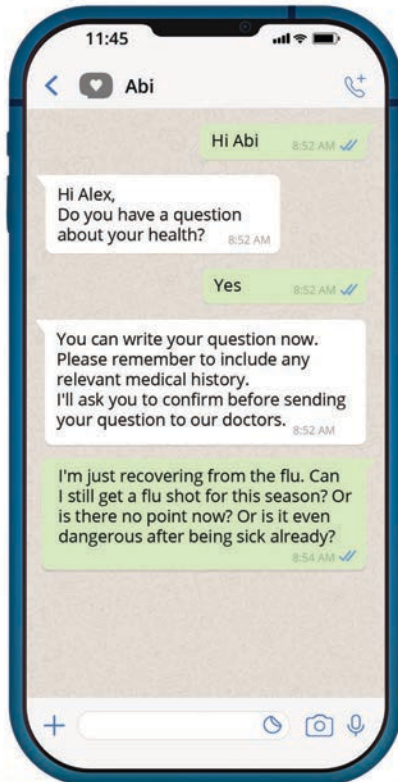 11:45
Abi
Hi Abi
8:52 AM
Hi Alex,
Do you have a question
about your health?
8:52 AM
Yes
8:52 AM
You can write your question now.
Please remember to include any
relevant medical history.
I'll ask you to confirm before sending
your question to our doctors.
8:52 AM
I'm just recovering from the flu. Can
I still get a flu shot for this season? Or
is there no point now? Or is it even
dangerous after being sick already?
8:54 AM